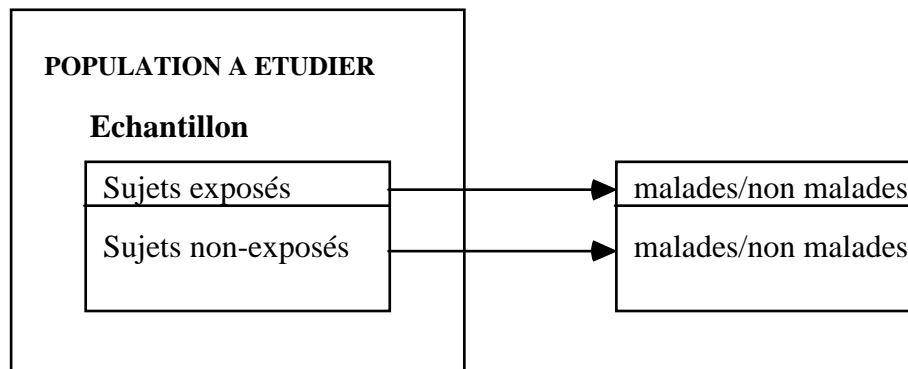 POPULATION A ETUDIER
Echantillon
Sujets exposés
malades/non malades
Sujets non-exposés
malades/non malades